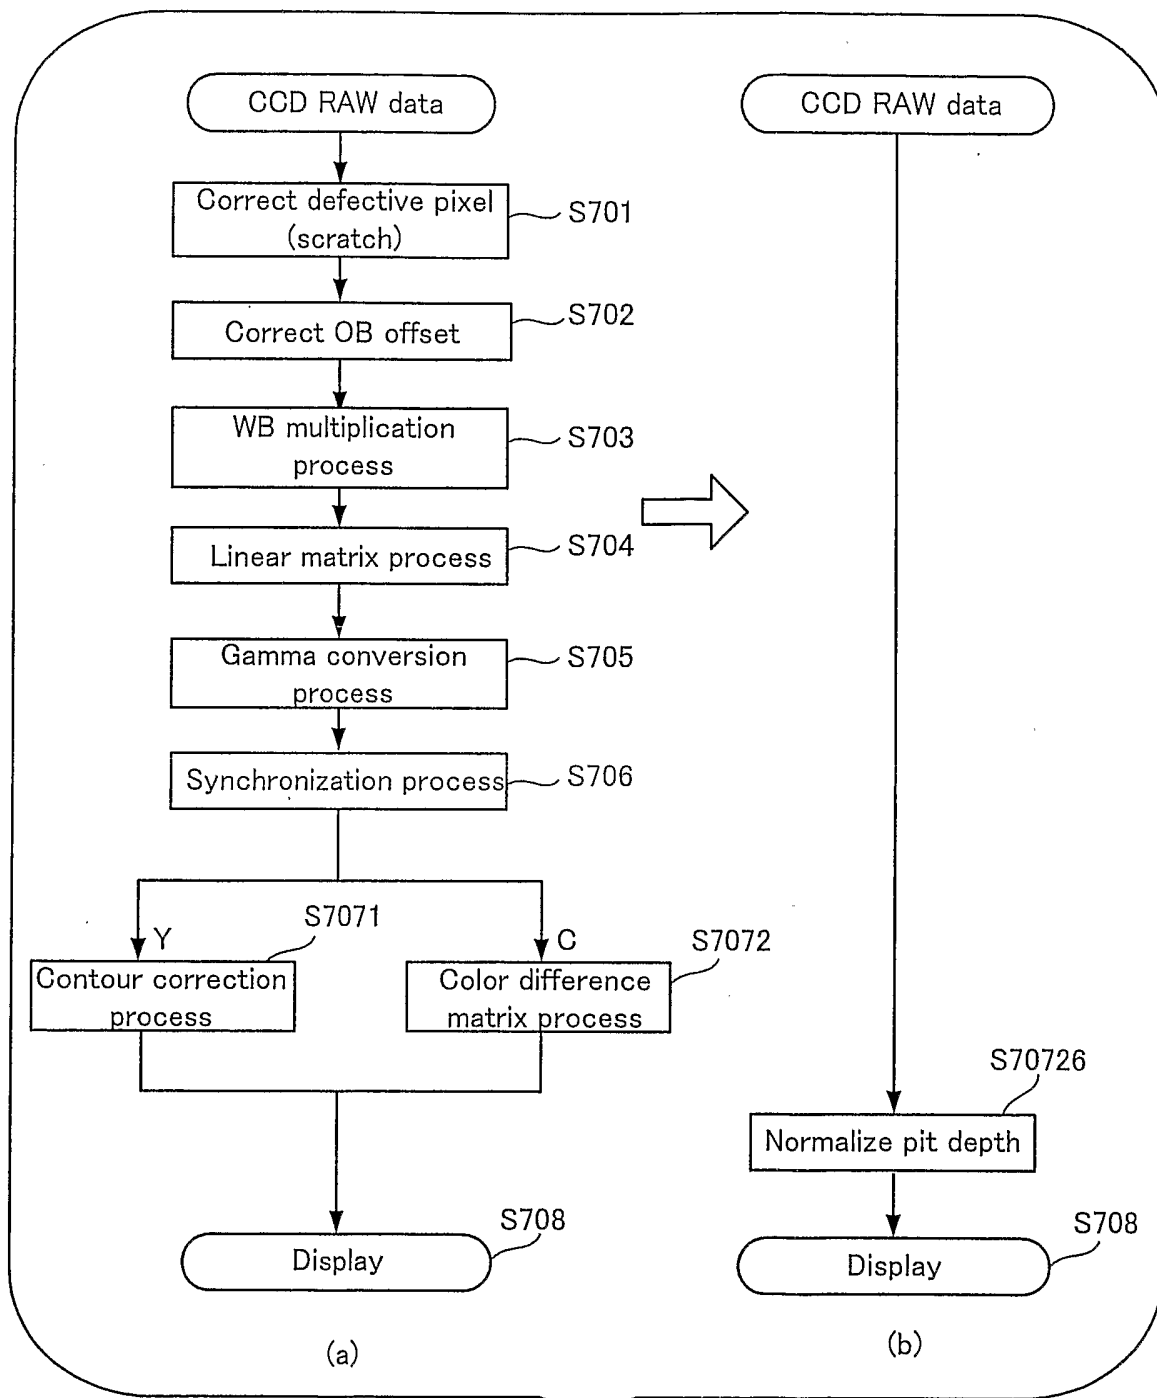 CCD RAW data
Correct defective pixel
(scratch)
S701
Correct OB offset
S702
WB multiplication
process
S703
Linear matrix process
S704
Gamma conversion
process
S705
Synchronization process
S706
Y
S7071
Contour correction
process
C
S7072
Color difference
matrix process
S708
Display
(a)
CCD RAW data
S70726
Normalize pit depth
S708
Display
(b)